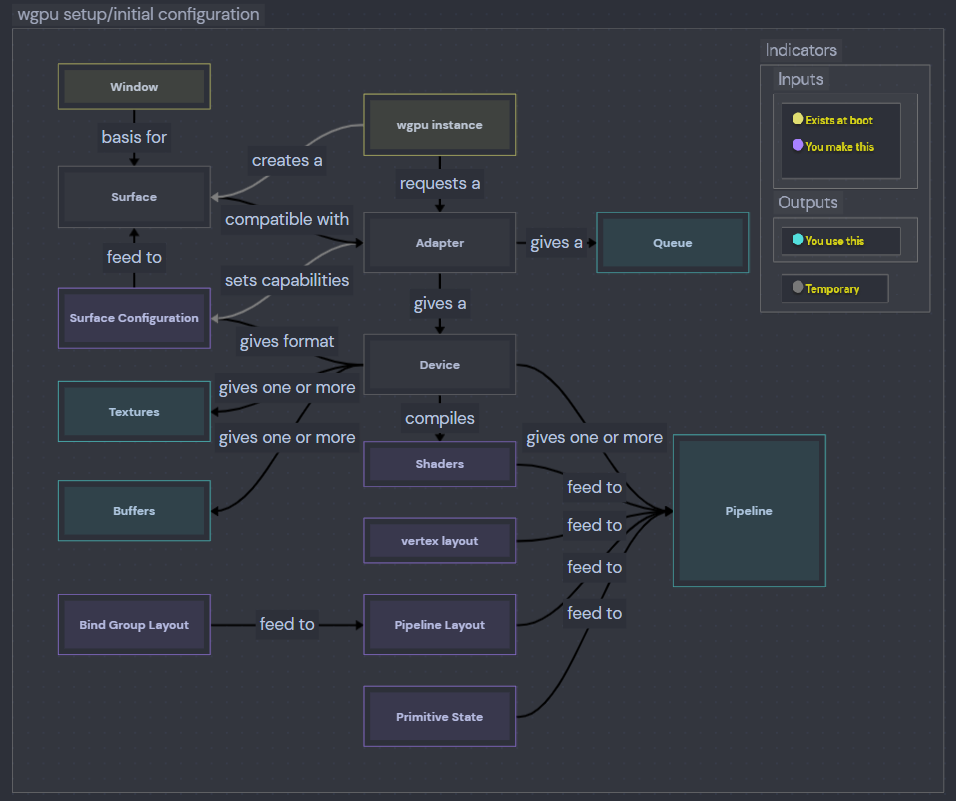 wgpu setup/initial configuration
Indicators
Inputs
Exists at boot
You make this
Outputs
You use this
Temporary
Window
basis for
wgpu instance
creates a
requests a
Surface
compatible with
Adapter
gives a
Queue
feed to
sets capabilities
gives a
Surface Configuration
gives format
Device
gives one or more
Textures
compiles
gives one or more
gives one or more
Shaders
feed to
Buffers
Pipeline
feed to
vertex layout
feed to
feed to
Bind Group Layout
feed to
Pipeline Layout
Primitive State